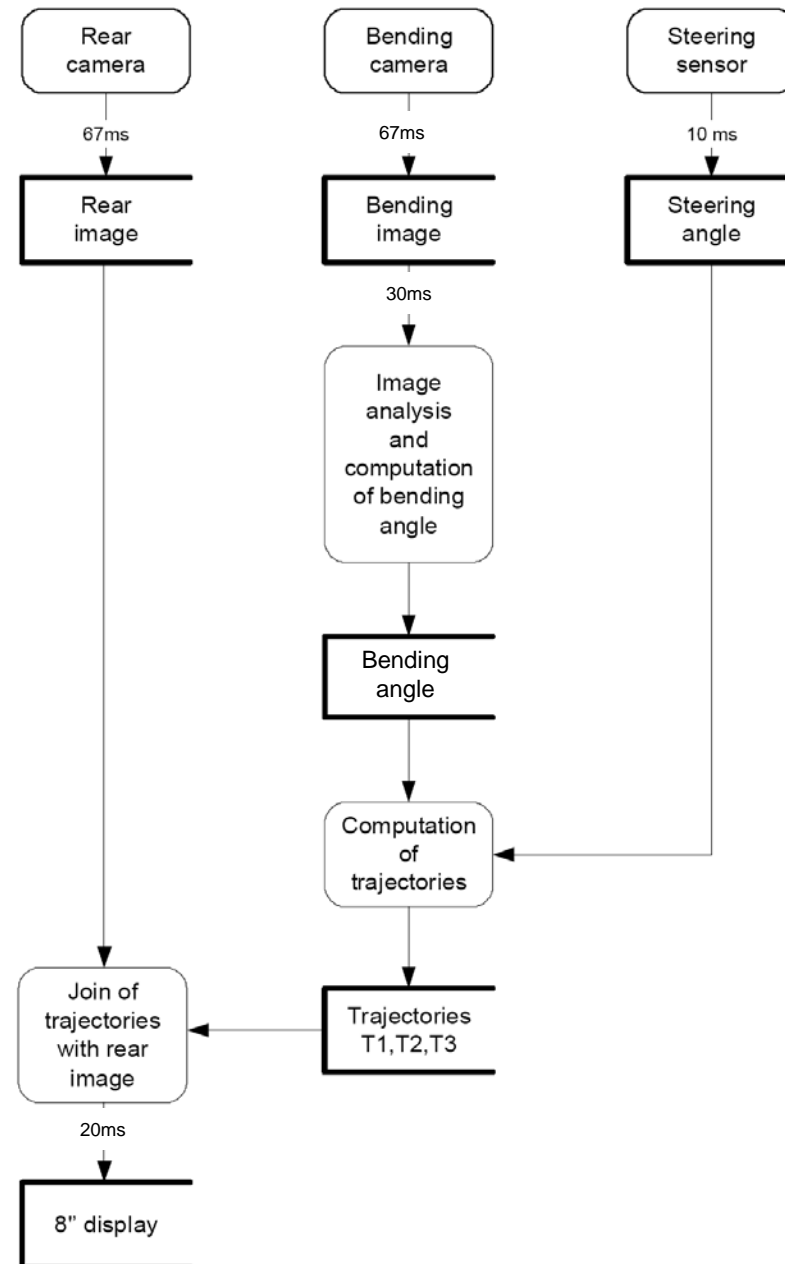 Rear
camera
Bending
camera
Steering
sensor
67ms
67ms
10 ms
Rear
image
Bending
image
Steering
angle
30ms
Image
analysis
and
computation
of bending
angle
Bending
angle
Computation
of
trajectories
Join of
trajectories
with rear
image
Trajectories
T1,T2,T3
20ms
8" display